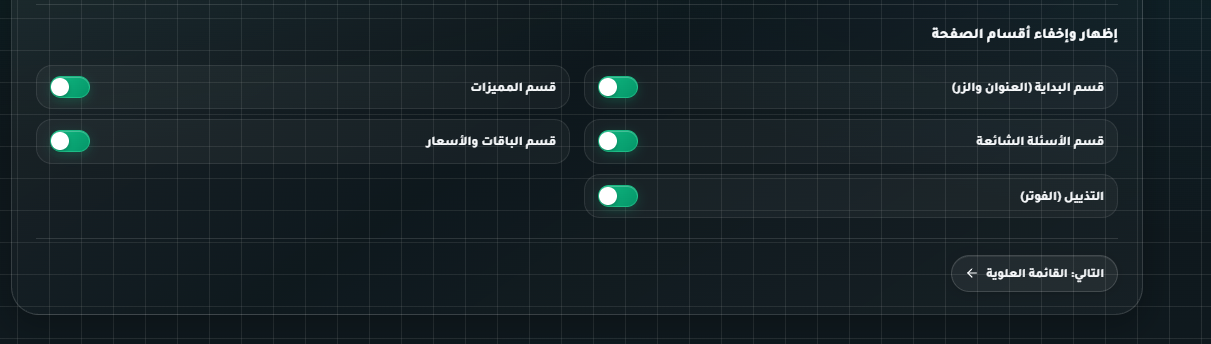 إظهار وإخفاء أقسام الصفحة
قسم البداية (العنوان والزر)
قسم المميزات
قسم الأسئلة الشائعة
قسم الباقات والأسعار
التذييل (الفوتر)
التالي: القائمة العلوية ←